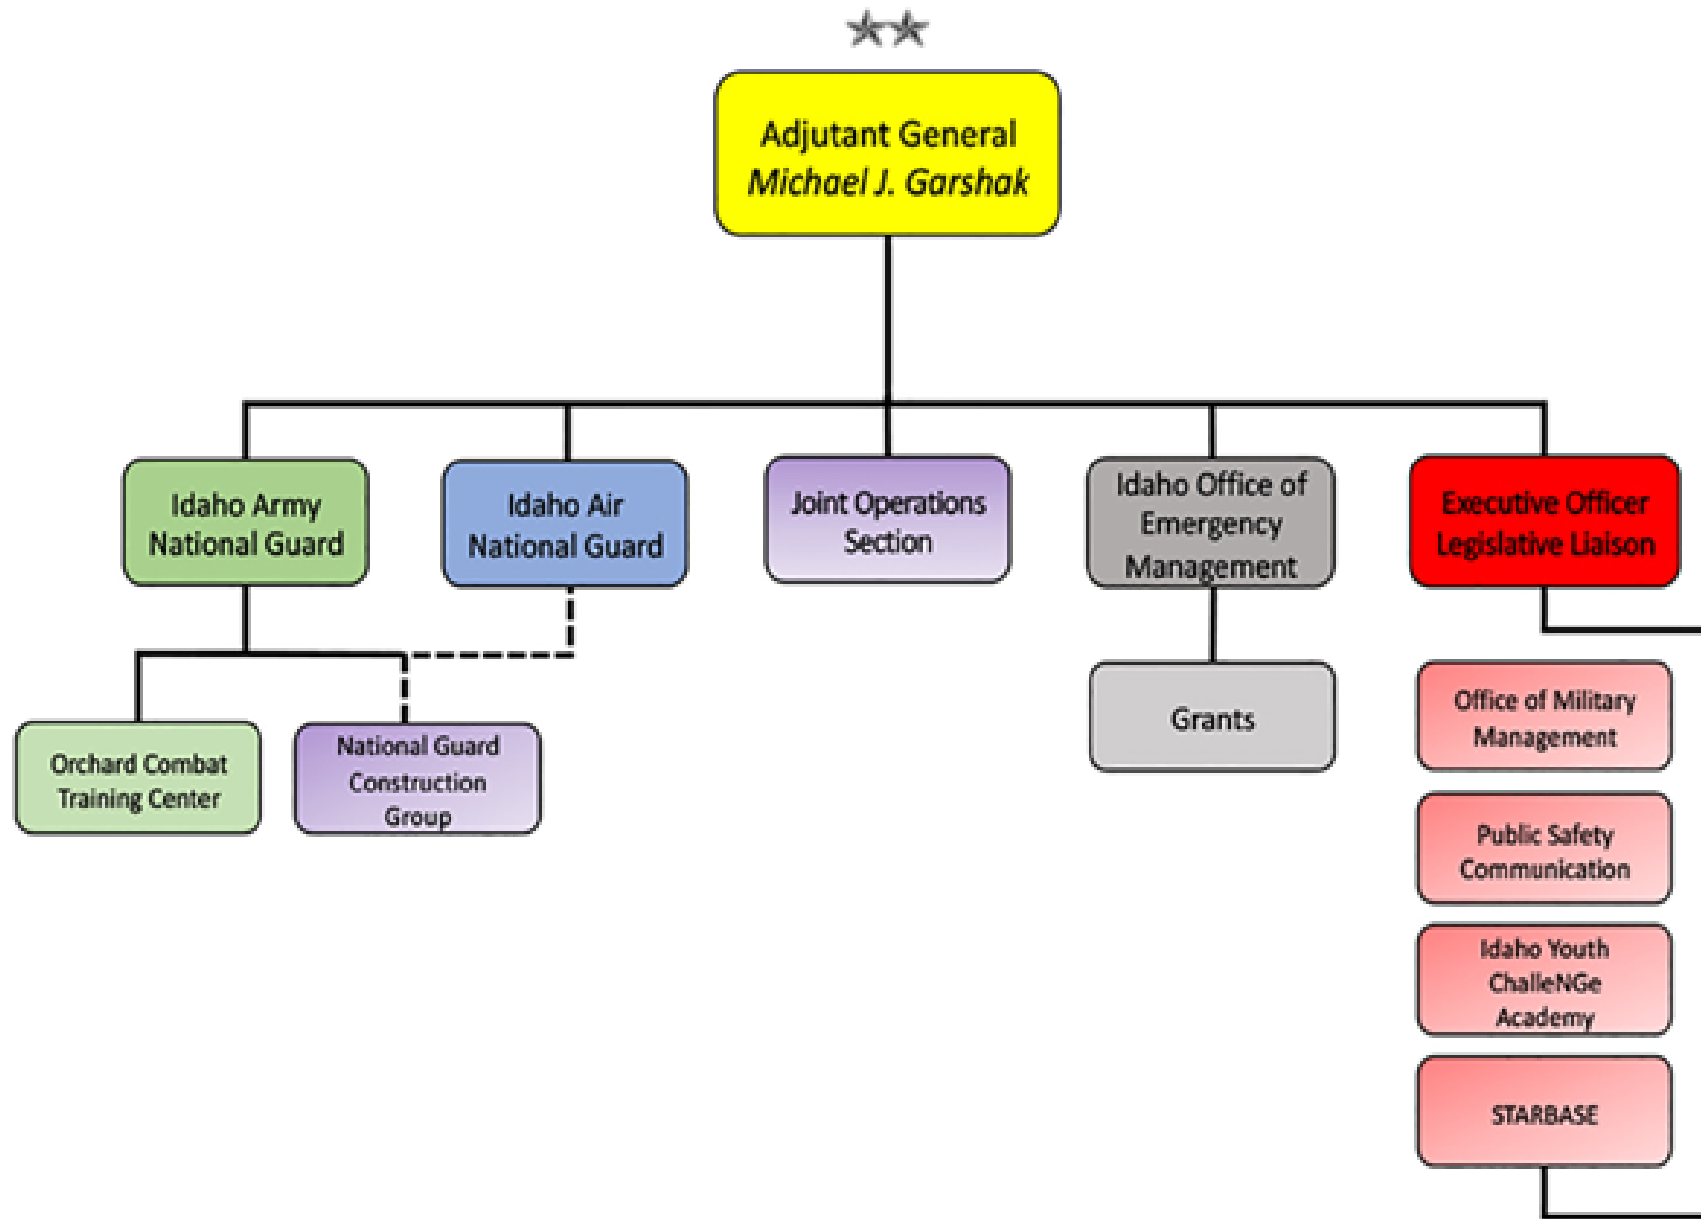 Adjutant General
Michael J. Garshak
Idaho Army
National Guard
Idaho Air
National Guard
Joint Operations
Section
Idaho Office of
Emergency
Management
Executive Officer
Legislative Liaison
Orchard Combat
Training Center
National Guard
Construction
Group
Grants
Office of Military
Management
Public Safety
Communication
Idaho Youth
ChalleNGe
Academy
STARBASE